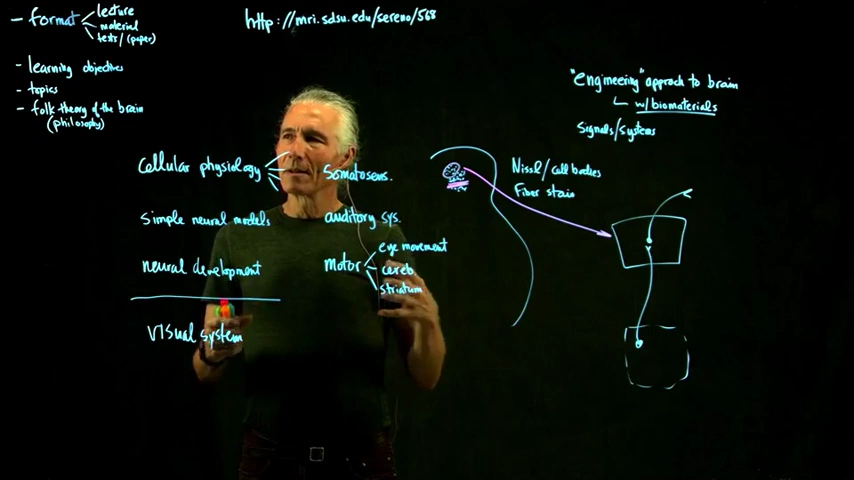 - format
lecture
material
tests/(paper)
http://mri.sdsu.edu/sereno/568
- learning objectives
- topics
- folk theory of the brain
(philosophy)
"engineering" approach to brain
w/biomaterials
Signals/systems
Cellular physiology
Simple neural models
neural development
Visual system
Somatosens.
auditory sys.
Motor
eye movement
cereb
striatum
Nissl/cell bodies
Fiber stain